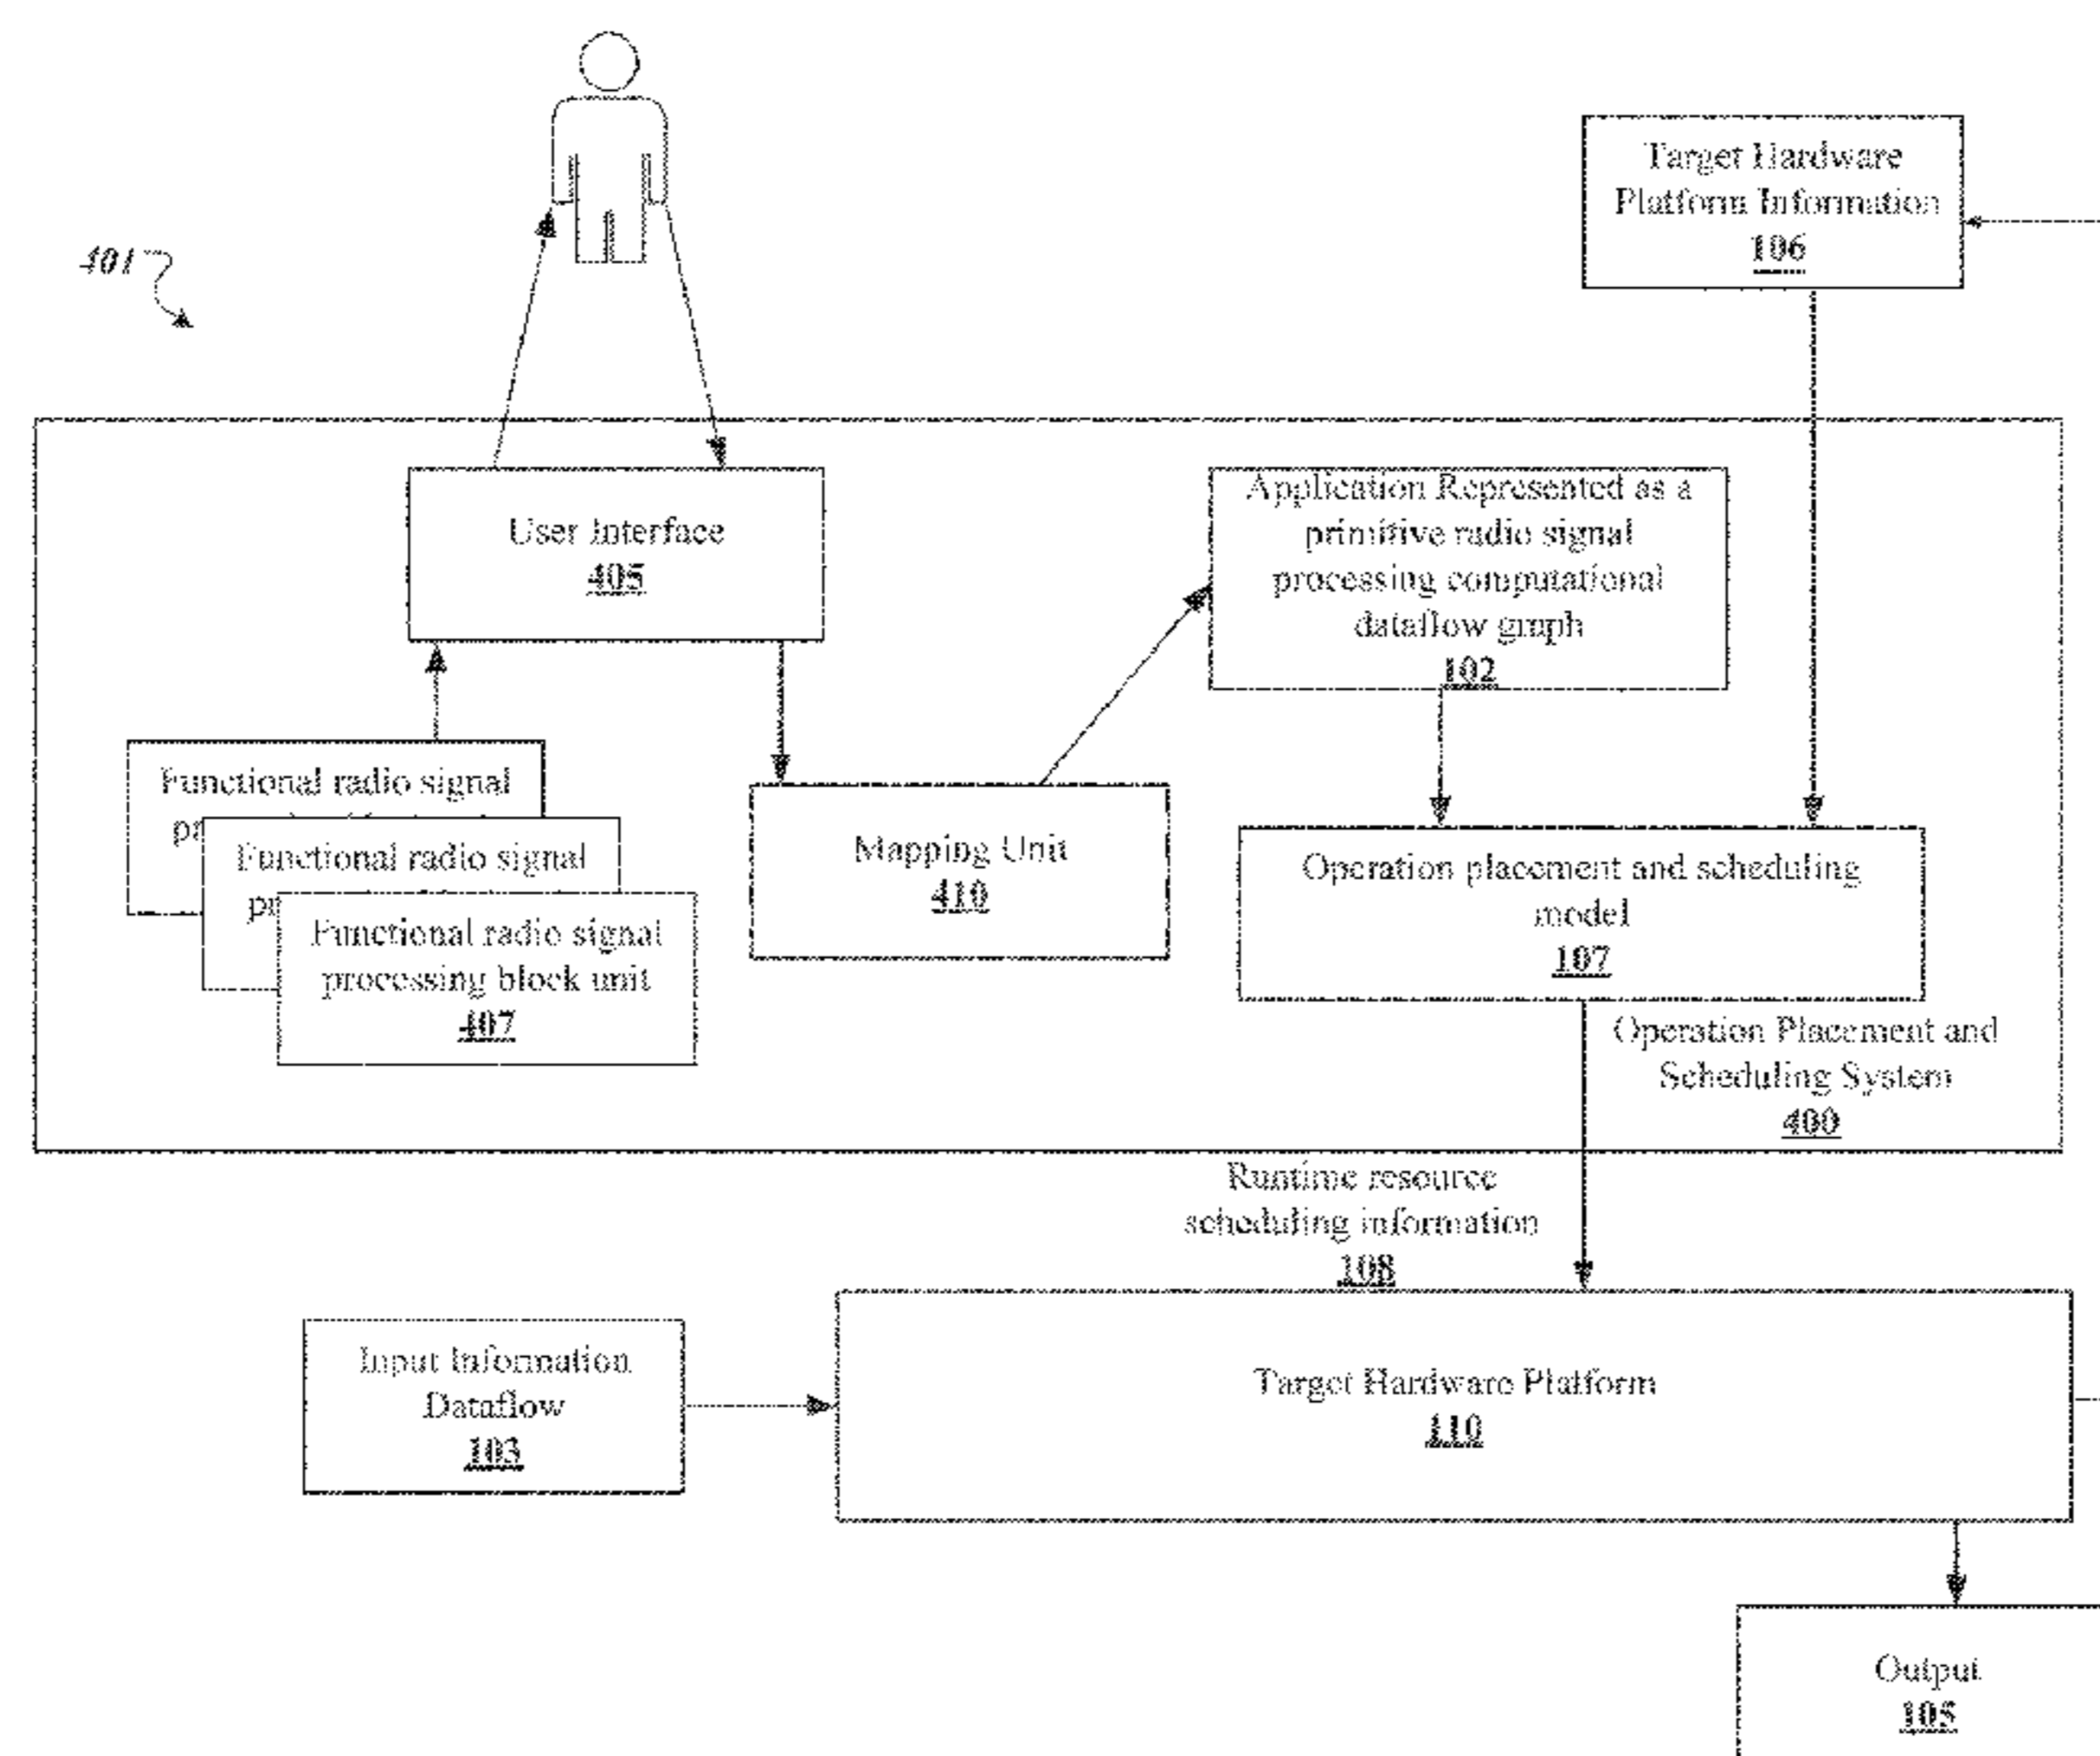 401
Target Hardware
Platform Information
106
User Interface
405
Application Represented as a
primitive radio signal
processing computational
dataflow graph
102
Functional radio signal
Functional radio signal
Functional radio signal
processing block unit
407
Mapping Unit
410
Operation placement and scheduling
model
107
Operation Placement and
Scheduling System
400
Runtime resource
scheduling information
108
Input Information
Dataflow
103
Target Hardware Platform
110
Output
105